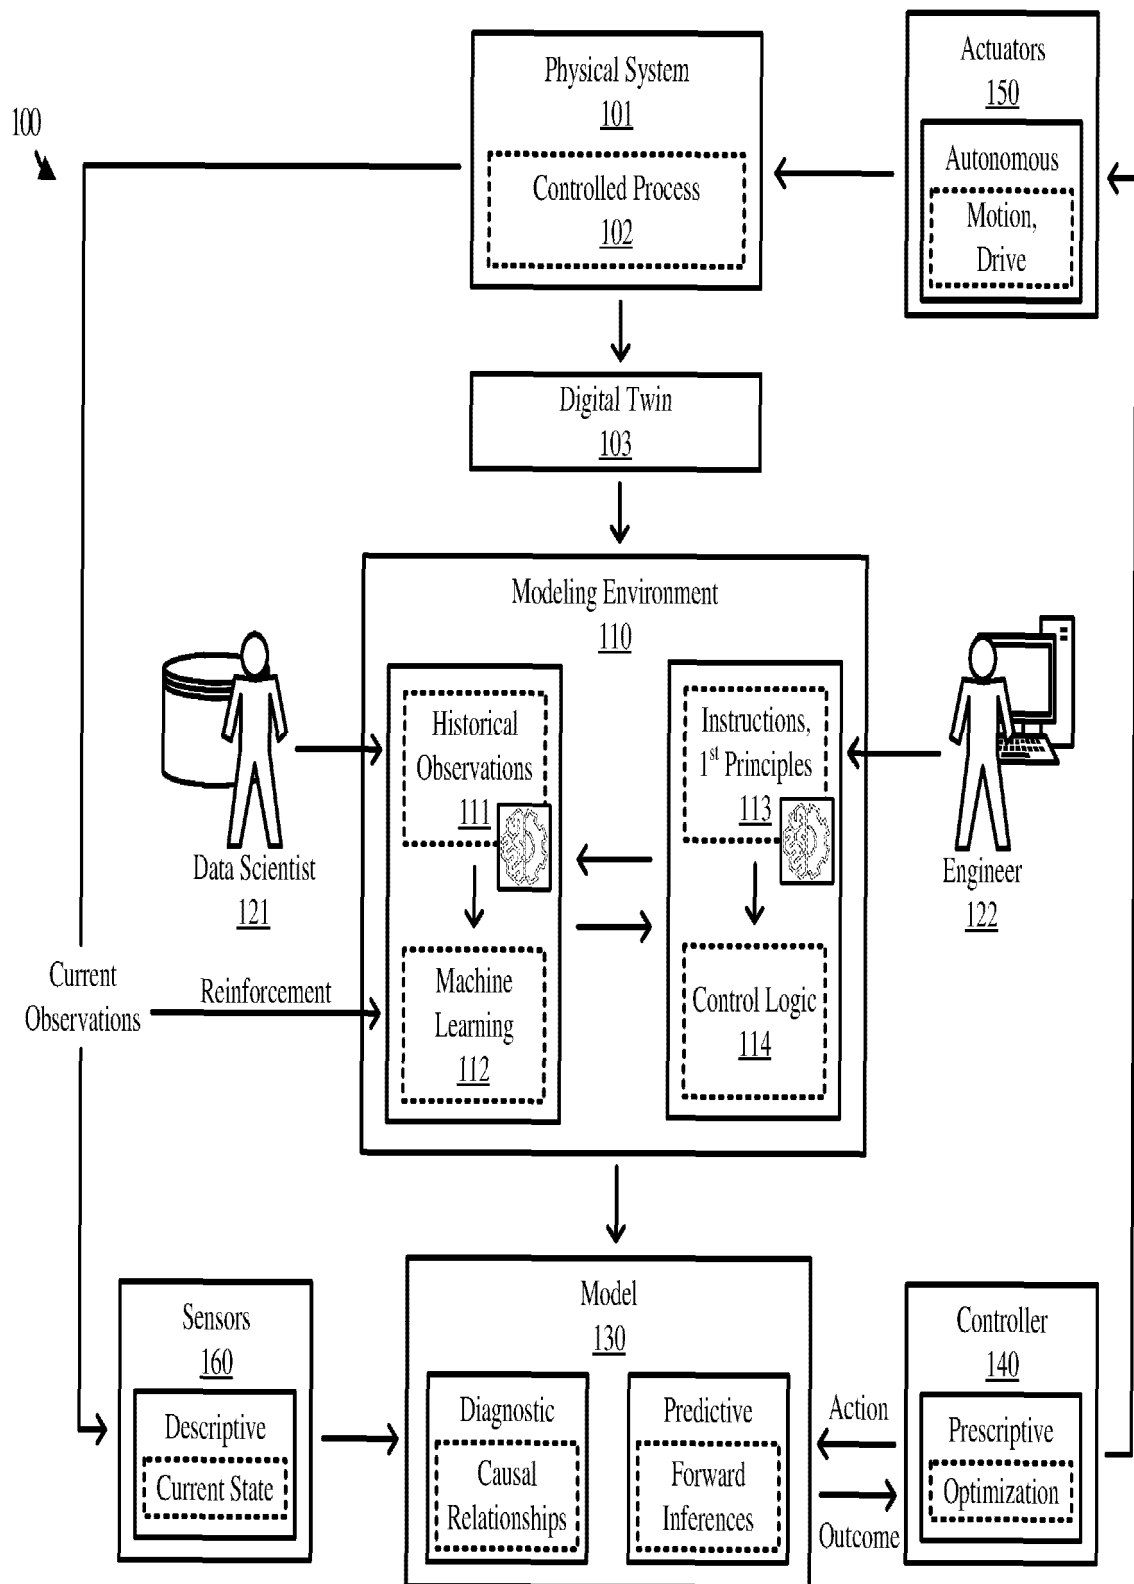 100
Physical System
101
Controlled Process
102
Actuators
150
Autonomous
Motion,
Drive
Digital Twin
103
Modeling Environment
110
Historical
Observations
111
Machine
Learning
112
Instructions,
1st Principles
113
Control Logic
114
Data Scientist
121
Engineer
122
Current
Observations
Reinforcement
Sensors
160
Descriptive
Current State
Model
130
Diagnostic
Causal
Relationships
Predictive
Forward
Inferences
Action
Outcome
Controller
140
Prescriptive
Optimization